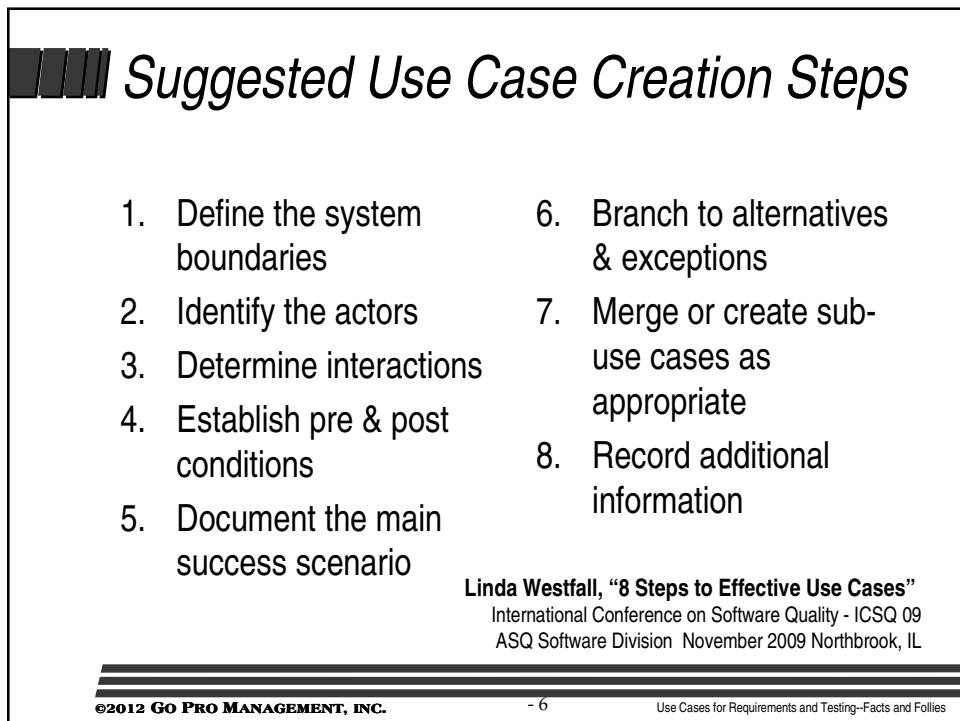 Suggested Use Case Creation Steps
1. Define the system
boundaries
2. Identify the actors
3. Determine interactions
4. Establish pre & post
conditions
5. Document the main
success scenario
6. Branch to alternatives
& exceptions
7. Merge or create sub-
use cases as
appropriate
8. Record additional
information
Linda Westfall, “8 Steps to Effective Use Cases”
International Conference on Software Quality - ICSQ 09
ASQ Software Division November 2009 Northbrook, IL
©2012 GO PRO MANAGEMENT, INC.
- 6
Use Cases for Requirements and Testing--Facts and Follies